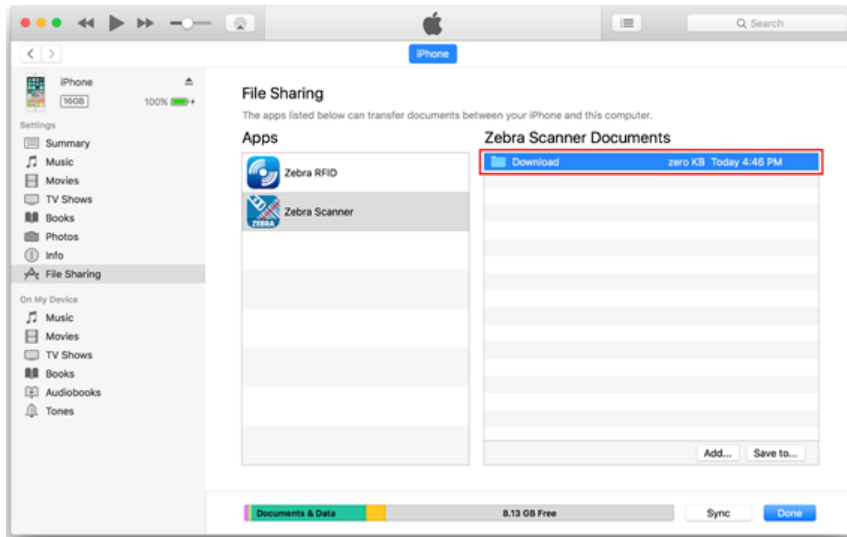 Search
iPhone
iPhone
16GB
100%
Settings
Summary
Music
Movies
TV Shows
Books
Photos
Info
File Sharing
On My Device
Music
Movies
TV Shows
Books
Audiobooks
Tones
File Sharing
The apps listed below can transfer documents between your iPhone and this computer.
Apps
Zebra RFID
Zebra Scanner
ZEBRA
Zebra Scanner Documents
Download zero KB Today 4:46 PM
Add... Save to...
Documents & Data 8.13 GB Free Sync Done